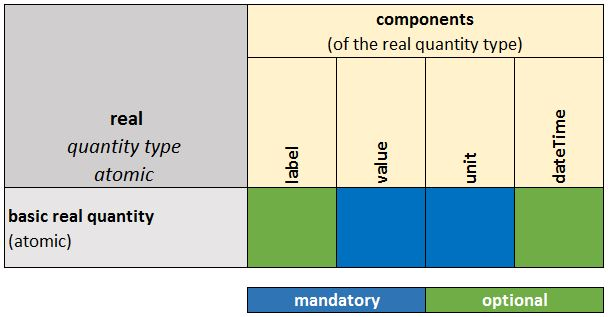 components
(of the real quantity type)
real
quantity type
atomic
label
value
unit
dateTime
basic real quantity
(atomic)
mandatory
optional